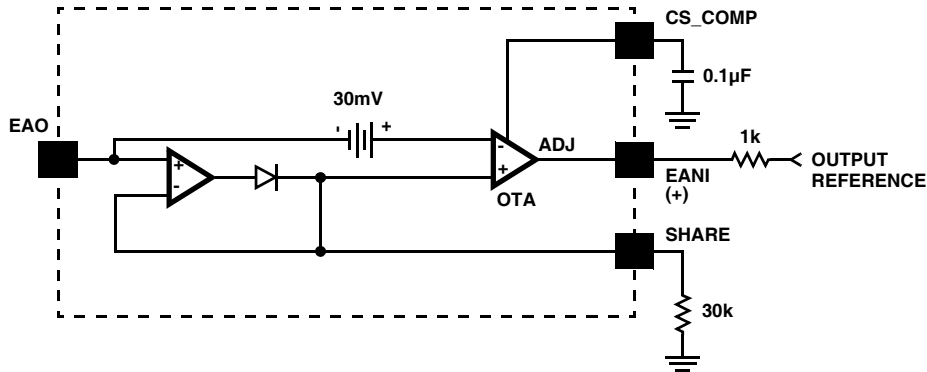 CS_COMP
0.1µF
30mV
- +
EAO
-
ADJ
1k
+
+
-
OTA
EANI
(+)
OUTPUT
REFERENCE
SHARE
30k